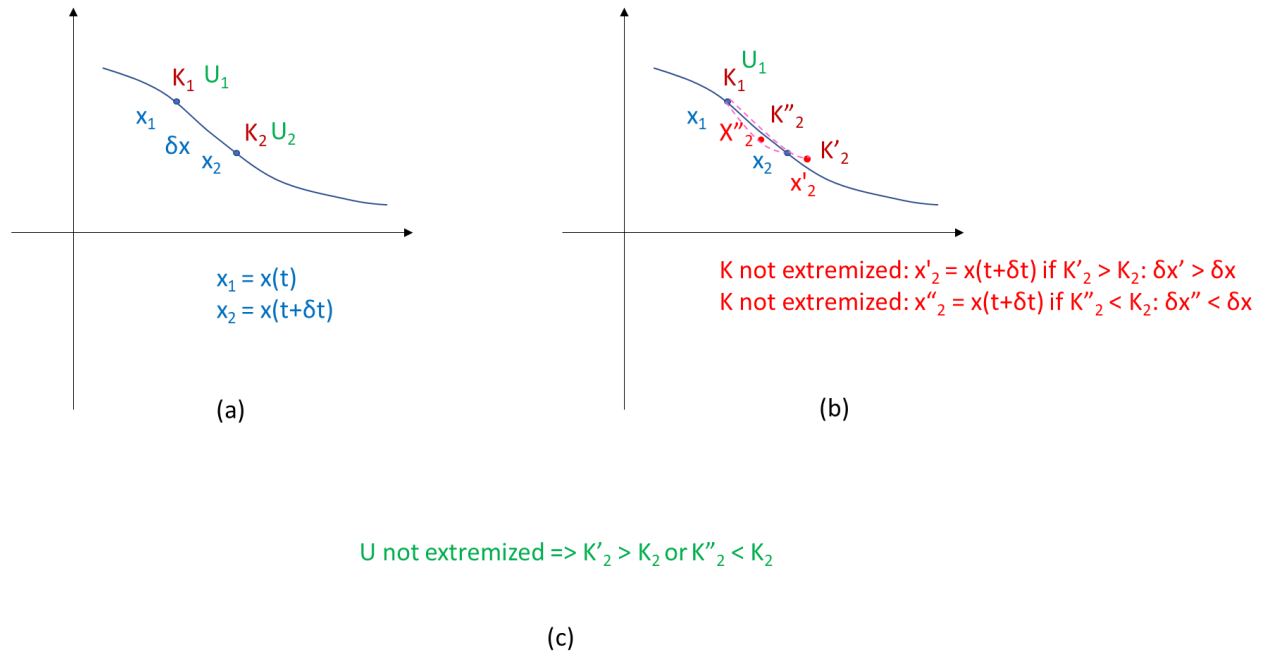 K₁ U₁
x₁
δx
K₂ U₂
x₂
x₁ = x(t)
x₂ = x(t+δt)
(a)
U₁
K₁
x₁
K”₂
X”₂
K’₂
x₂
x'₂
K not extremized: x'₂ = x(t+δt) if K’₂ > K₂: δx’ > δx
K not extremized: x“₂ = x(t+δt) if K”₂ < K₂: δx” < δx
(b)
U not extremized => K’₂ > K₂ or K”₂ < K₂
(c)